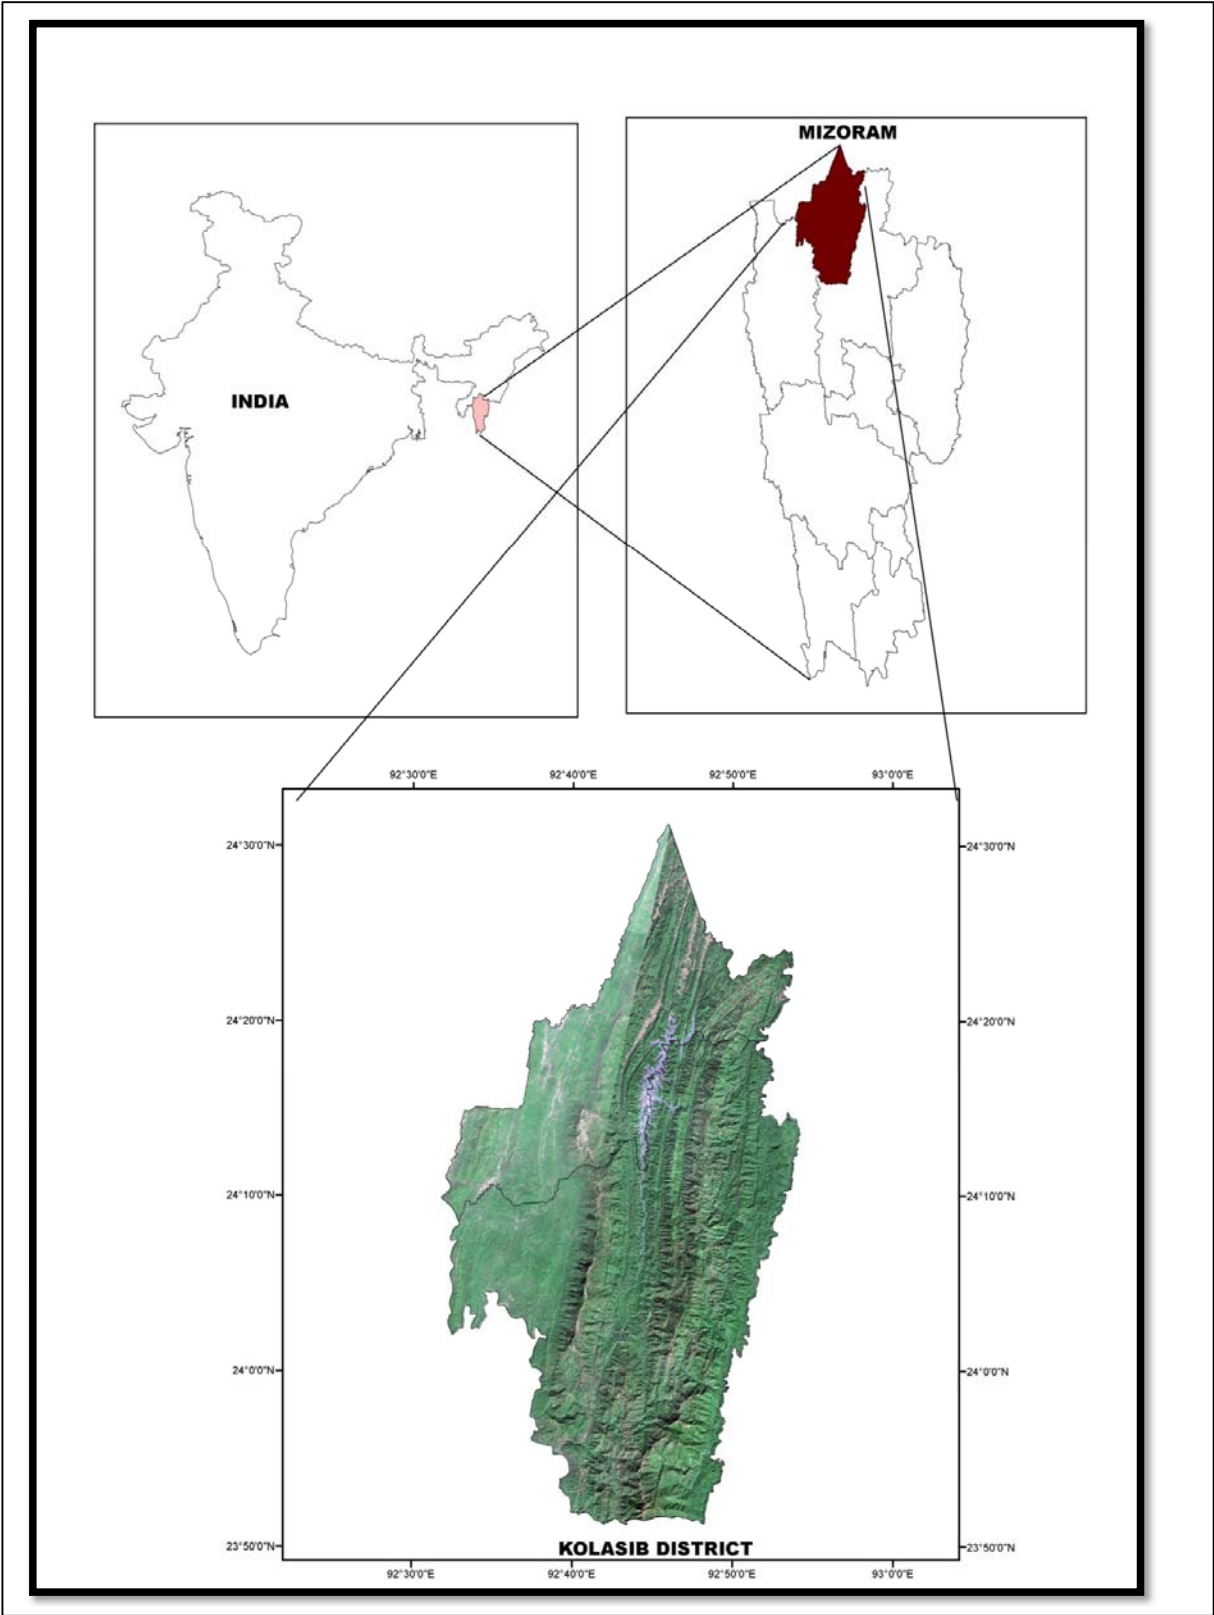 MIZORAM
INDIA
92°30'0"E 92°40'0"E 92°50'0"E 93°0'0"E
24°30'0"N 24°30'0"N
24°20'0"N 24°20'0"N
24°10'0"N 24°10'0"N
24°0'0"N 24°0'0"N
KOLASIB DISTRICT
23°50'0"N 23°50'0"N
92°30'0"E 92°40'0"E 92°50'0"E 93°0'0"E